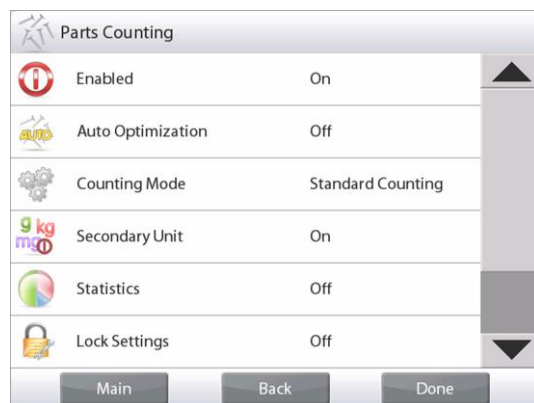 Parts Counting
Enabled On
AUTO Auto Optimization Off
Counting Mode Standard Counting
g kg
mg Secondary Unit On
Statistics Off
Lock Settings Off
Main Back Done